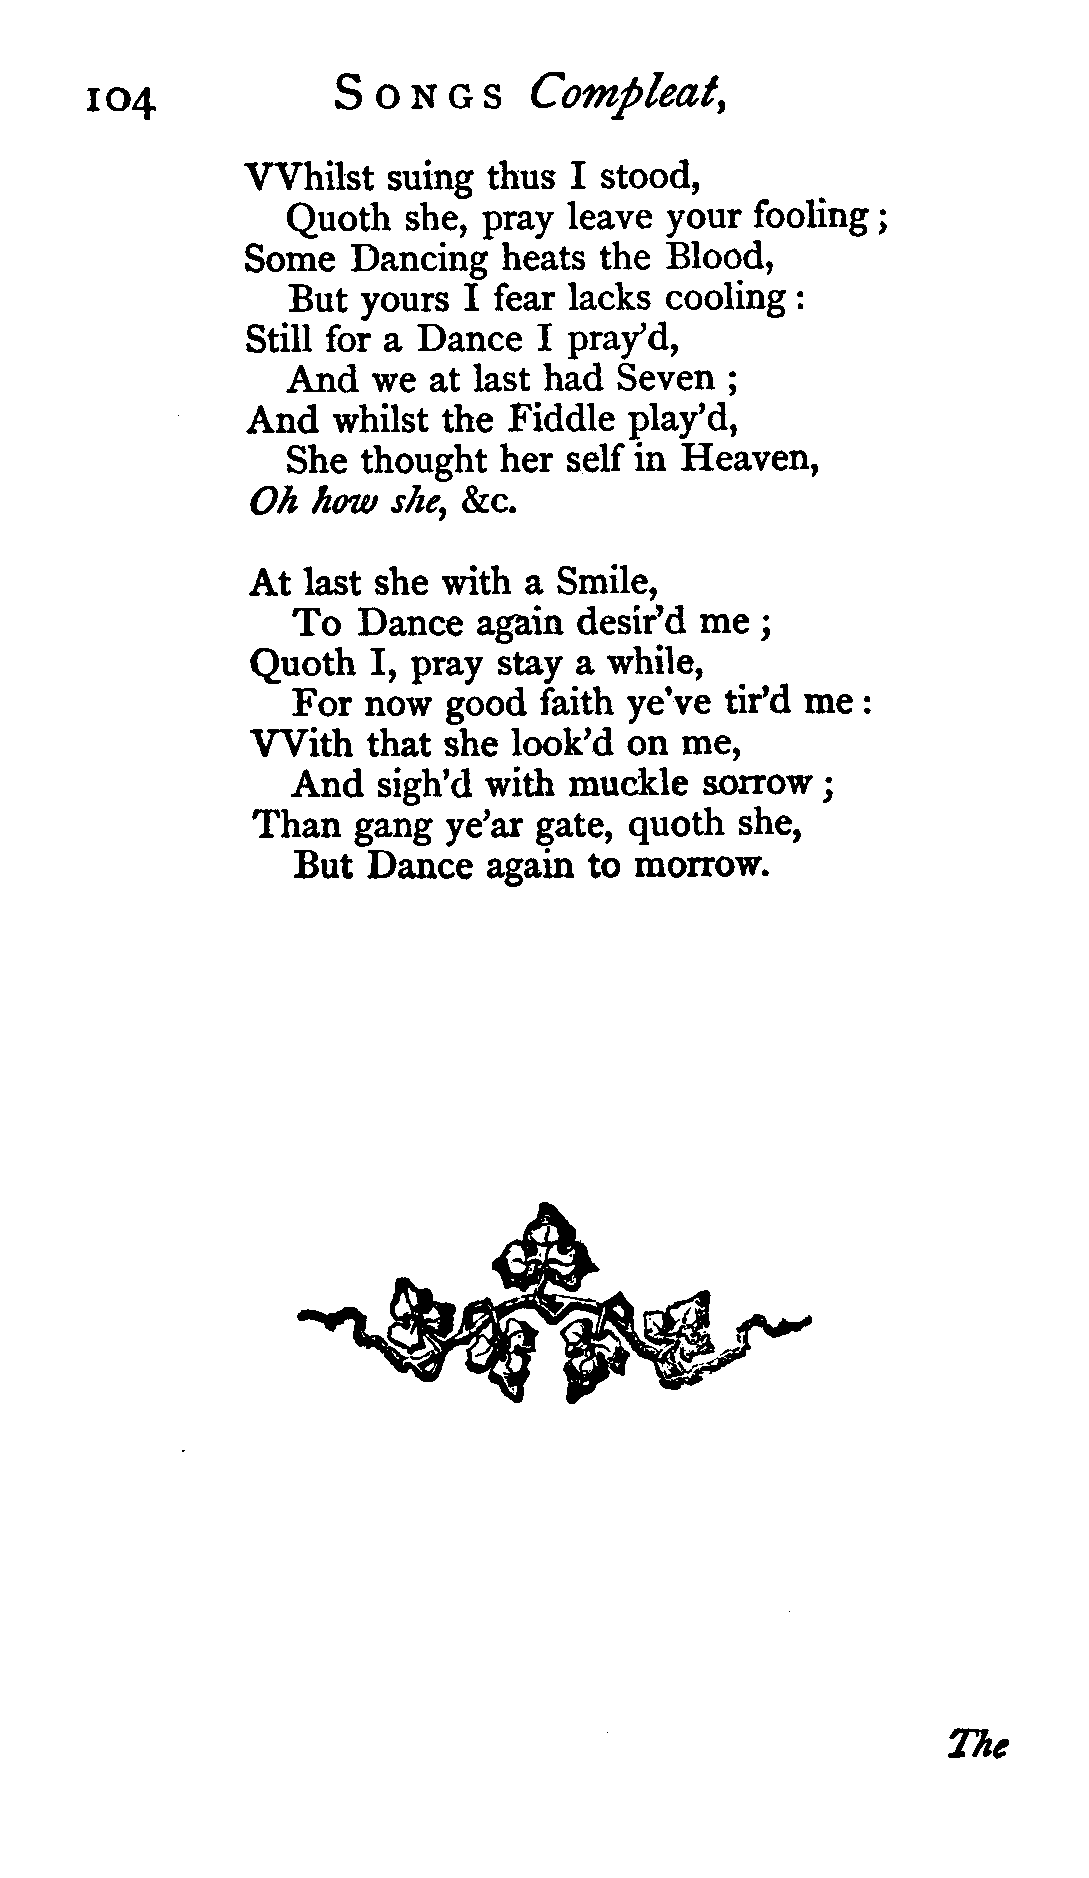 104 SONGS Compleat,
VVhilst suing thus I stood,
Quoth she, pray leave your fooling;
Some Dancing heats the Blood,
But yours I fear lacks cooling:
Still for a Dance I pray'd,
And we at last had Seven;
And whilst the Fiddle play'd,
She thought her self in Heaven,
Oh how she, &c.
At last she with a Smile,
To Dance again desir'd me;
Quoth I, pray stay a while,
For now good faith ye've tir'd me:
VVith that she look'd on me,
And sigh'd with muckle sorrow;
Than gang ye'ar gate, quoth she,
But Dance again to morrow.
The